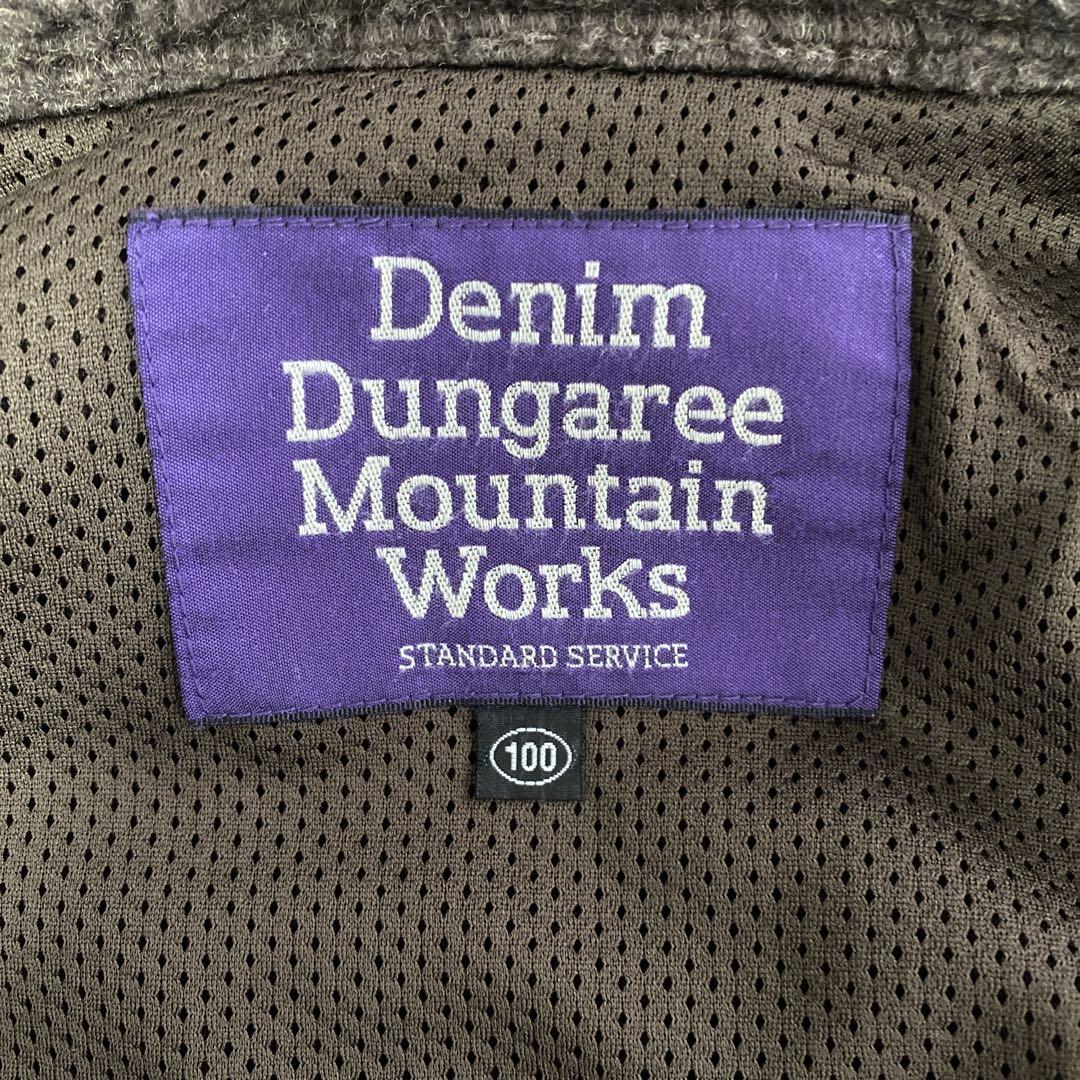 Denim
Dungaree
Mountain
Works
STANDARD SERVICE
100